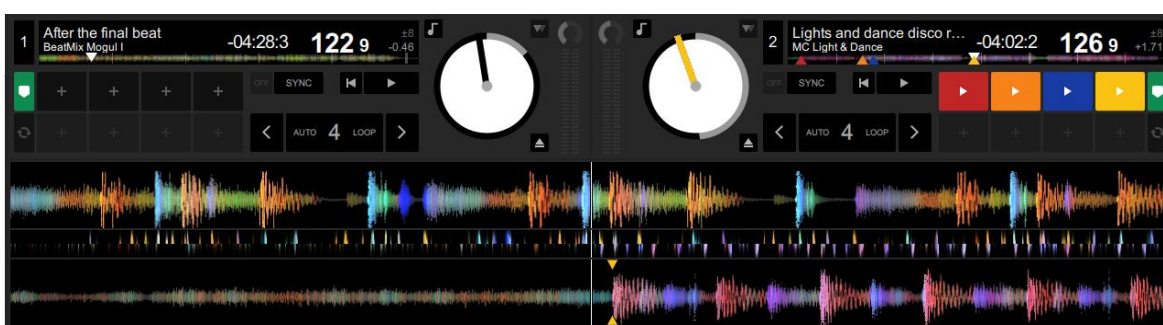 1
After the final beat
BeatMix Mogul I
-04:28:3
122 9
±8
-0.46
OFF
SYNC
AUTO
4
LOOP
2
Lights and dance disco r...
MC Light & Dance
-04:02:2
126 9
±8
+1.71
OFF
SYNC
AUTO
4
LOOP